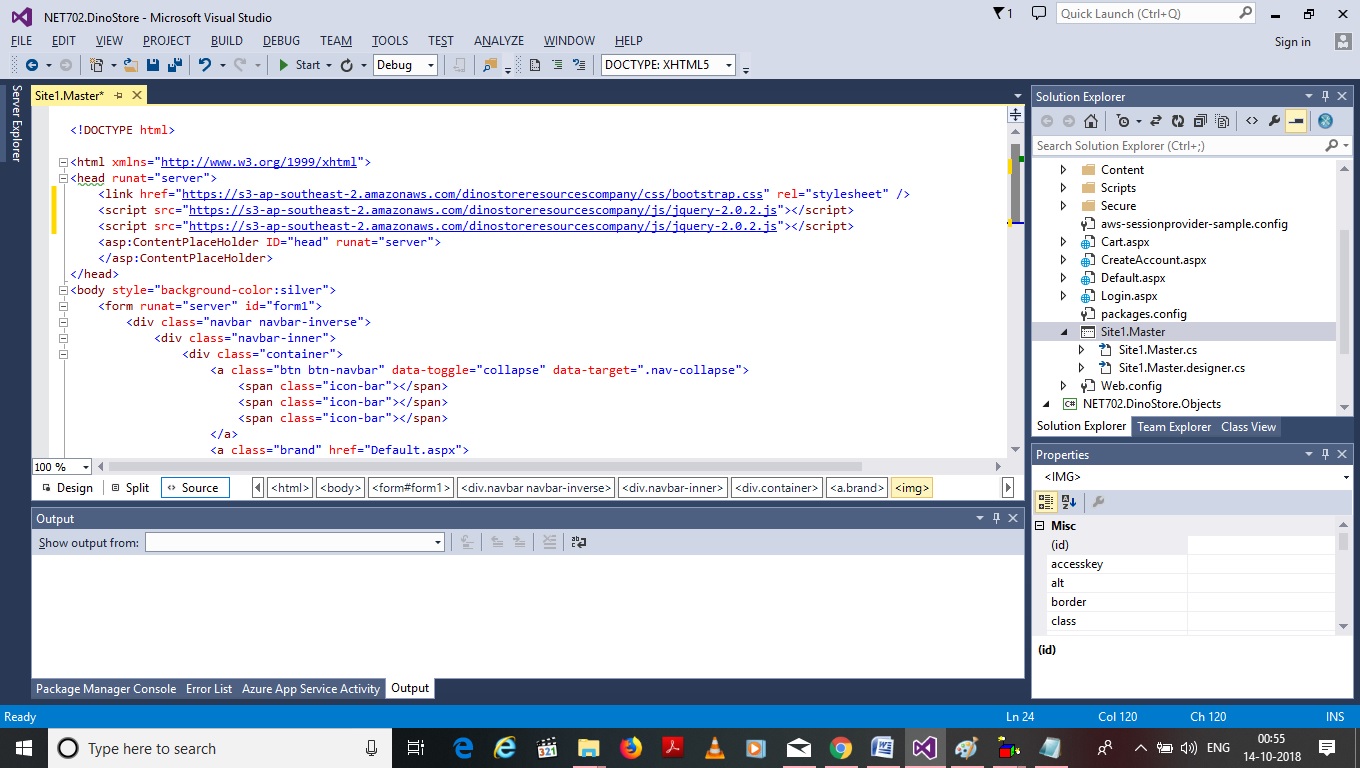 NET702.DinoStore - Microsoft Visual Studio
1
Quick Launch (Ctrl+Q)
FILE EDIT VIEW PROJECT BUILD DEBUG TEAM TOOLS TEST ANALYZE WINDOW HELP
Sign in
Start Debug DOCTYPE: XHTML5
Server Explorer
Site1.Master*
<!DOCTYPE html>
<html xmlns="http://www.w3.org/1999/xhtml">
<head runat="server">
<link href="https://s3-ap-southeast-2.amazonaws.com/dinostoreresourcescompany/css/bootstrap.css" rel="stylesheet" />
<script src="https://s3-ap-southeast-2.amazonaws.com/dinostoreresourcescompany/js/jquery-2.0.2.js"></script>
<script src="https://s3-ap-southeast-2.amazonaws.com/dinostoreresourcescompany/js/jquery-2.0.2.js"></script>
<asp:ContentPlaceHolder ID="head" runat="server">
</asp:ContentPlaceHolder>
</head>
<body style="background-color:silver">
<form runat="server" id="form1">
<div class="navbar navbar-inverse">
<div class="navbar-inner">
<div class="container">
<a class="btn btn-navbar" data-toggle="collapse" data-target=".nav-collapse">
<span class="icon-bar"></span>
<span class="icon-bar"></span>
<span class="icon-bar"></span>
</a>
<a class="brand" href="Default.aspx">
100 %
Design Split Source
<html> <body> <form#form1> <div.navbar navbar-inverse> <div.navbar-inner> <div.container> <a.brand> <img>
Output
Show output from:
Package Manager Console Error List Azure App Service Activity Output
Solution Explorer
Search Solution Explorer (Ctrl+;)
Content
Scripts
Secure
aws-sessionprovider-sample.config
Cart.aspx
CreateAccount.aspx
Default.aspx
Login.aspx
packages.config
Site1.Master
Site1.Master.cs
Site1.Master.designer.cs
Web.config
C# NET702.DinoStore.Objects
Solution Explorer Team Explorer Class View
Properties
<IMG>
Misc
(id)
accesskey
alt
border
class
(id)
Ready Ln 24 Col 120 Ch 120 INS
Type here to search
321
ENG
00:55
14-10-2018